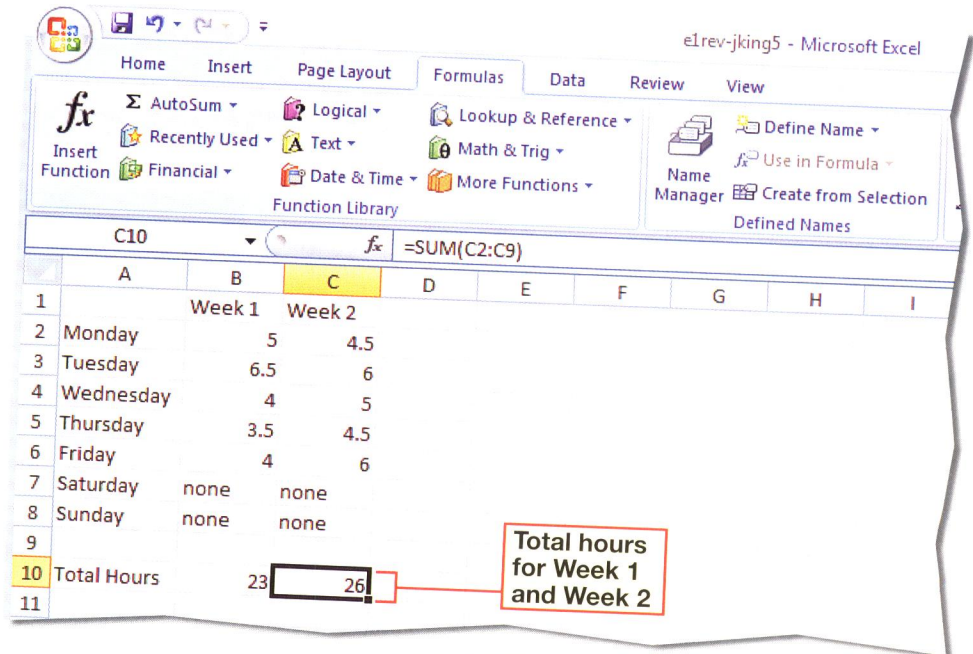 e1rev-jking5 - Microsoft Excel
Home Insert Page Layout Formulas Data Review View
fx
Insert Function
Σ AutoSum
Recently Used
Financial
Logical
Text
Date & Time
Lookup & Reference
Math & Trig
More Functions
Function Library
Name Manager
Define Name
Use in Formula
Create from Selection
Defined Names
C10 fx =SUM(C2:C9)
A B C D E F G H I
1 Week 1 Week 2
2 Monday 5 4.5
3 Tuesday 6.5 6
4 Wednesday 4 5
5 Thursday 3.5 4.5
6 Friday 4 6
7 Saturday none none
8 Sunday none none
9
10 Total Hours 23 26
11
Total hours
for Week 1
and Week 2